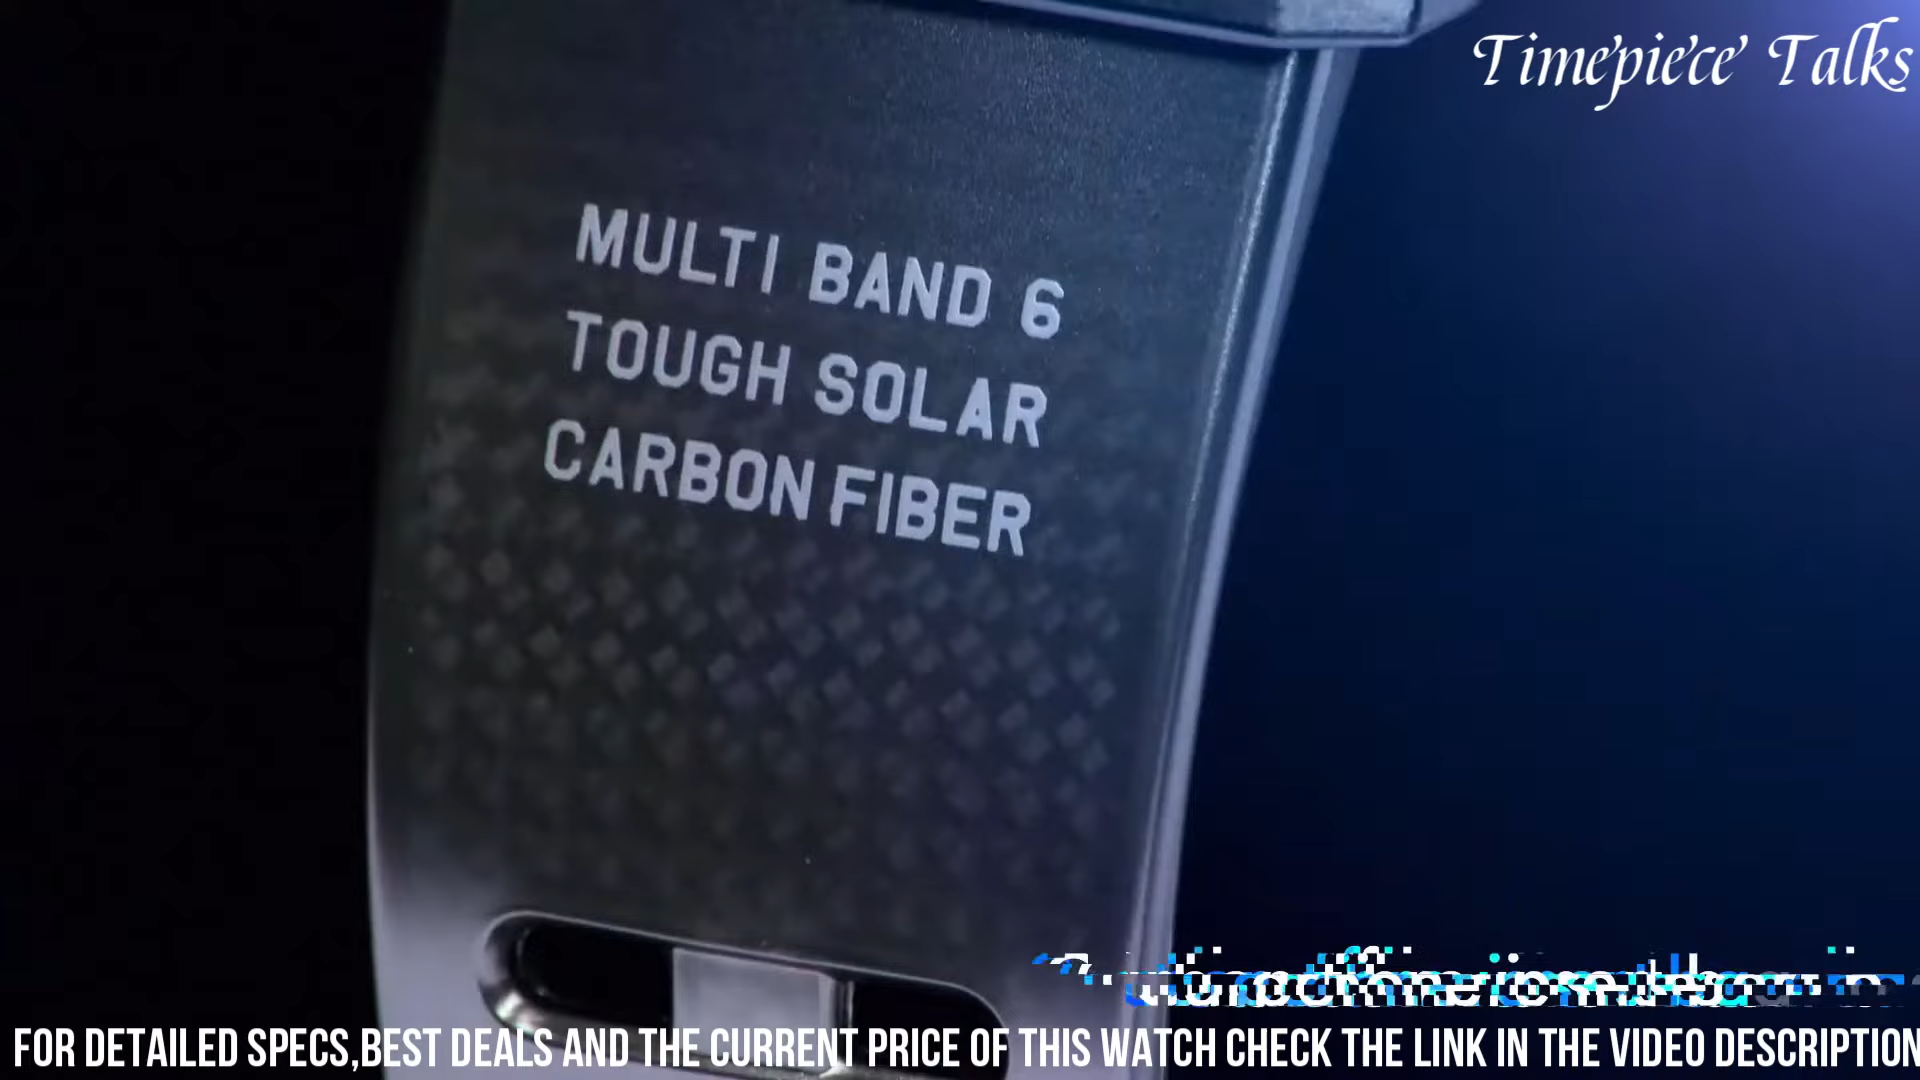 Timepiece Talks
MULTI BAND 6
TOUGH SOLAR
CARBON FIBER
FOR DETAILED SPECS,BEST DEALS AND THE CURRENT PRICE OF THIS WATCH CHECK THE LINK IN THE VIDEO DESCRIPTION